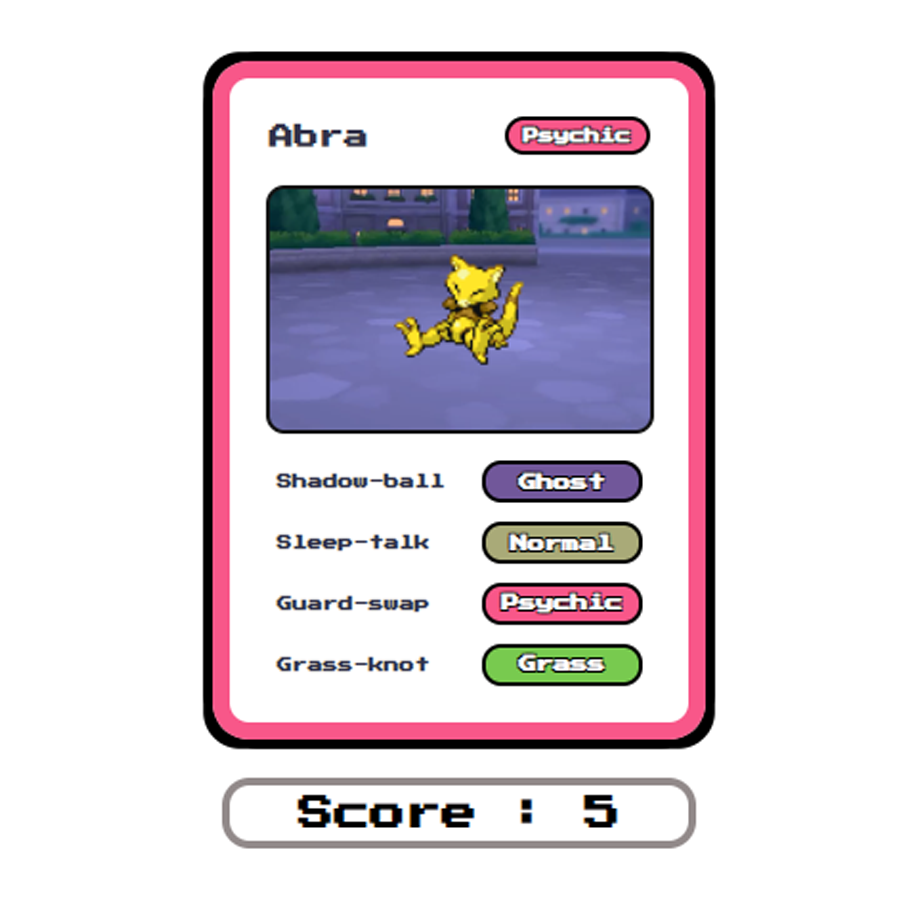 Abra Psychic
Shadow-ball Ghost
Sleep-talk Normal
Guard-swap Psychic
Grass-knot Grass
Score : 5